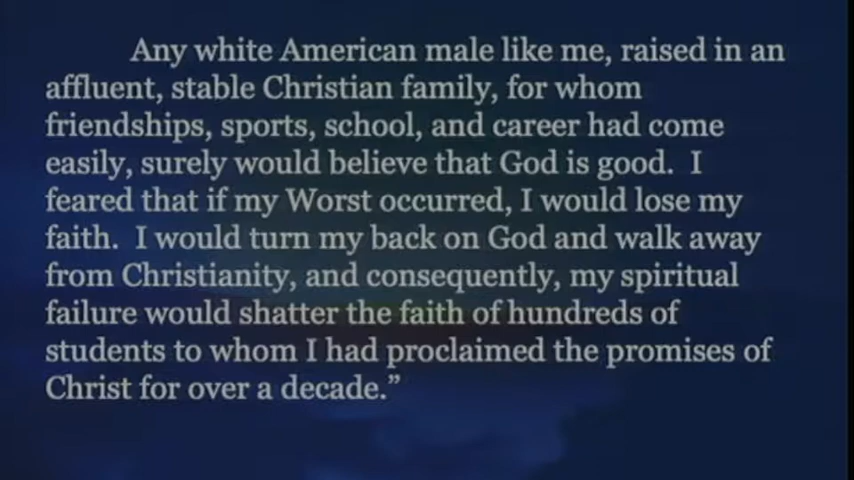 Any white American male like me, raised in an
affluent, stable Christian family, for whom
friendships, sports, school, and career had come
easily, surely would believe that God is good.  I
feared that if my Worst occurred, I would lose my
faith.  I would turn my back on God and walk away
from Christianity, and consequently, my spiritual
failure would shatter the faith of hundreds of
students to whom I had proclaimed the promises of
Christ for over a decade.”